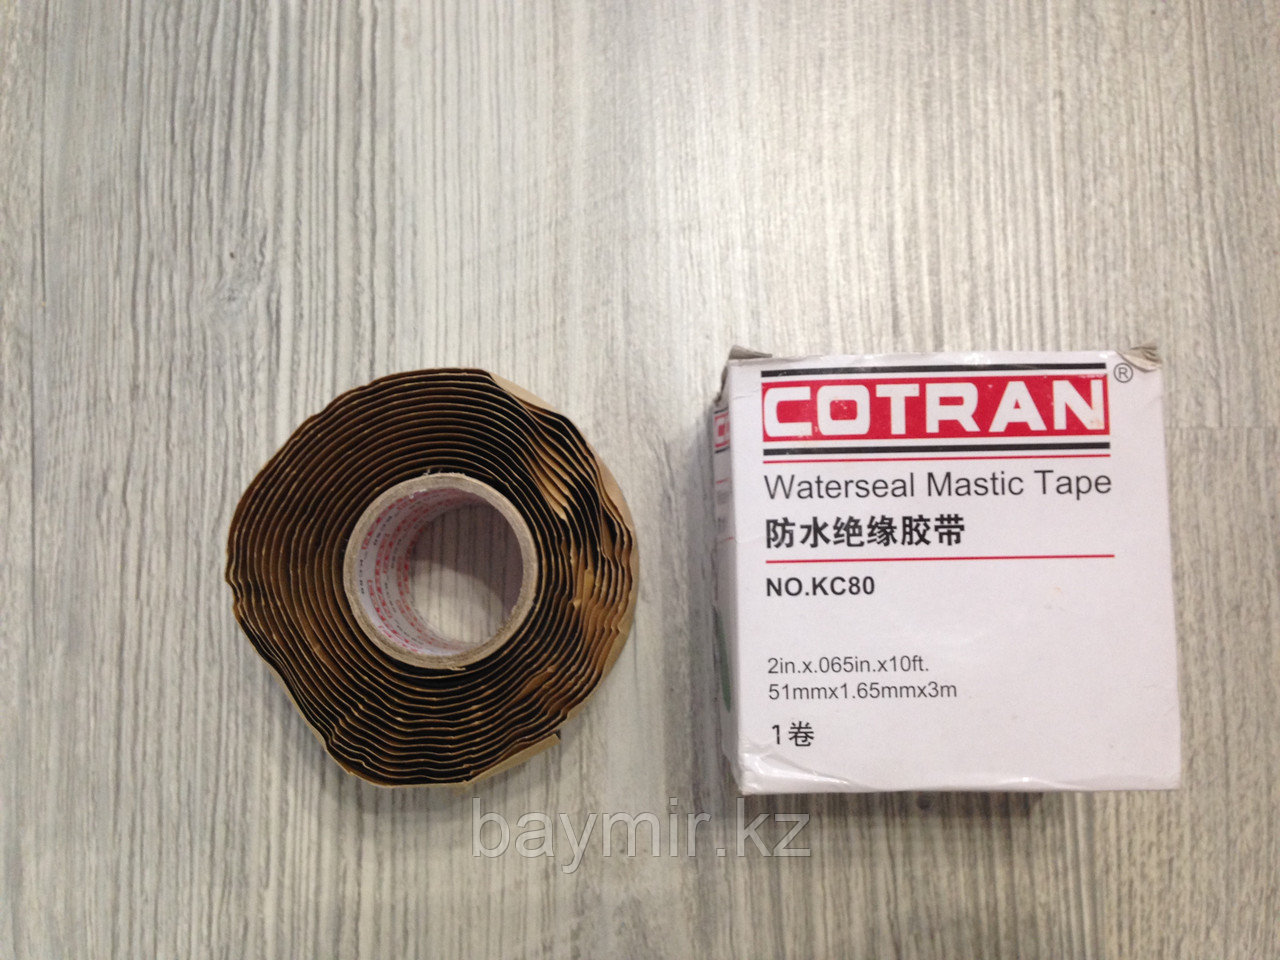 COTRAN®
Waterseal Mastic Tape
防水绝缘胶带
NO.KC80
2in.x.065in.x10ft.
51mmx1.65mmx3m
1卷
baymir.kz